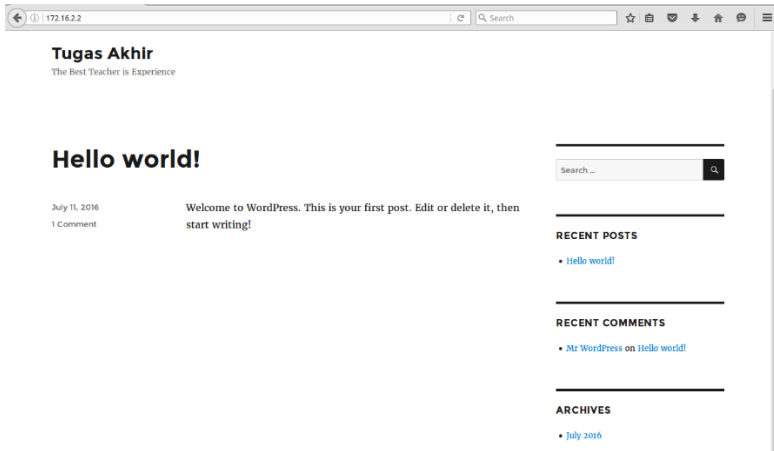 172.16.2.2
Search
Tugas Akhir
The Best Teacher is Experience
Hello world!
July 11, 2016
1 Comment
Welcome to WordPress. This is your first post. Edit or delete it, then
start writing!
Search ...
RECENT POSTS
Hello world!
RECENT COMMENTS
Mr WordPress on Hello world!
ARCHIVES
July 2016